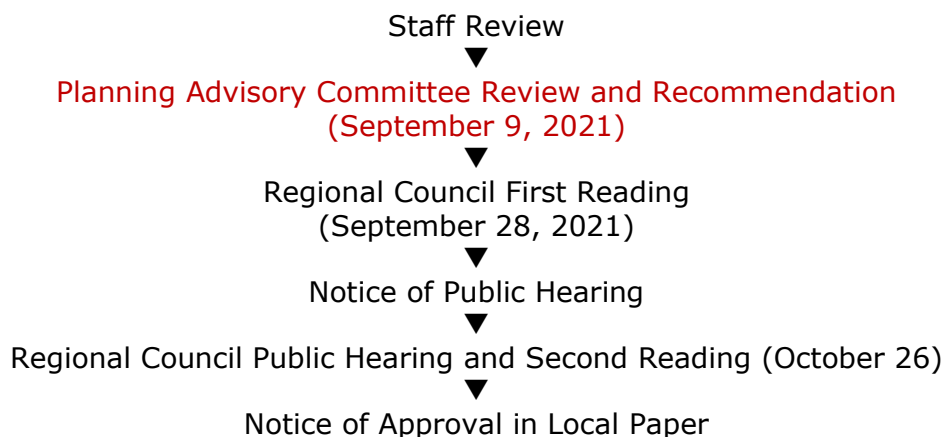 Staff Review
Planning Advisory Committee Review and Recommendation
(September 9, 2021)
Regional Council First Reading
(September 28, 2021)
Notice of Public Hearing
Regional Council Public Hearing and Second Reading (October 26)
Notice of Approval in Local Paper